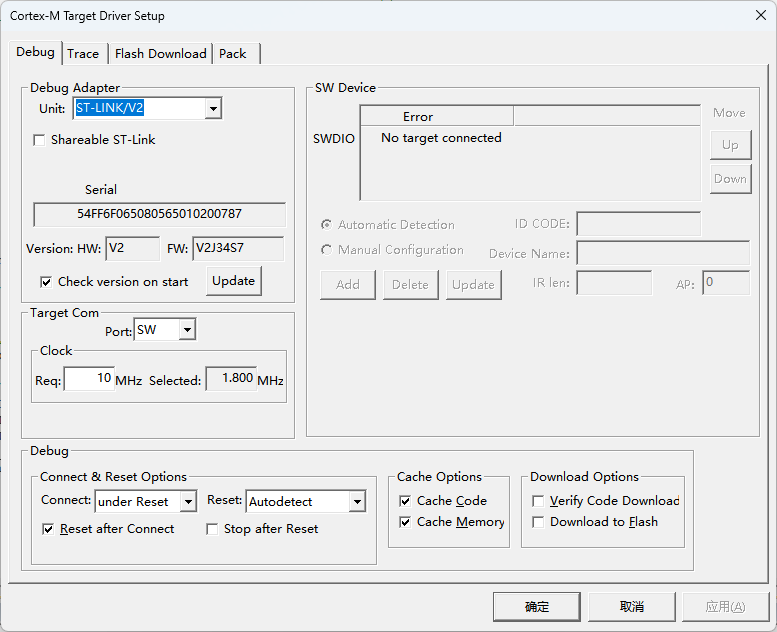 Cortex-M Target Driver Setup
Debug Trace Flash Download Pack
Debug Adapter
Unit: ST-LINK/V2
Shareable ST-Link
Serial
54FF6F065080565010200787
Version: HW: V2 FW: V2J34S7
Check version on start Update
Target Com
Port: SW
Clock
Req: 10 MHz Selected: 1.800 MHz
SW Device
Error
SWDIO No target connected
Move
Up
Down
Automatic Detection ID CODE:
Manual Configuration Device Name:
Add Delete Update IR len: AP: 0
Debug
Connect & Reset Options
Connect: under Reset Reset: Autodetect
Reset after Connect Stop after Reset
Cache Options
Cache Code
Cache Memory
Download Options
Verify Code Download
Download to Flash
确定 取消 应用(A)